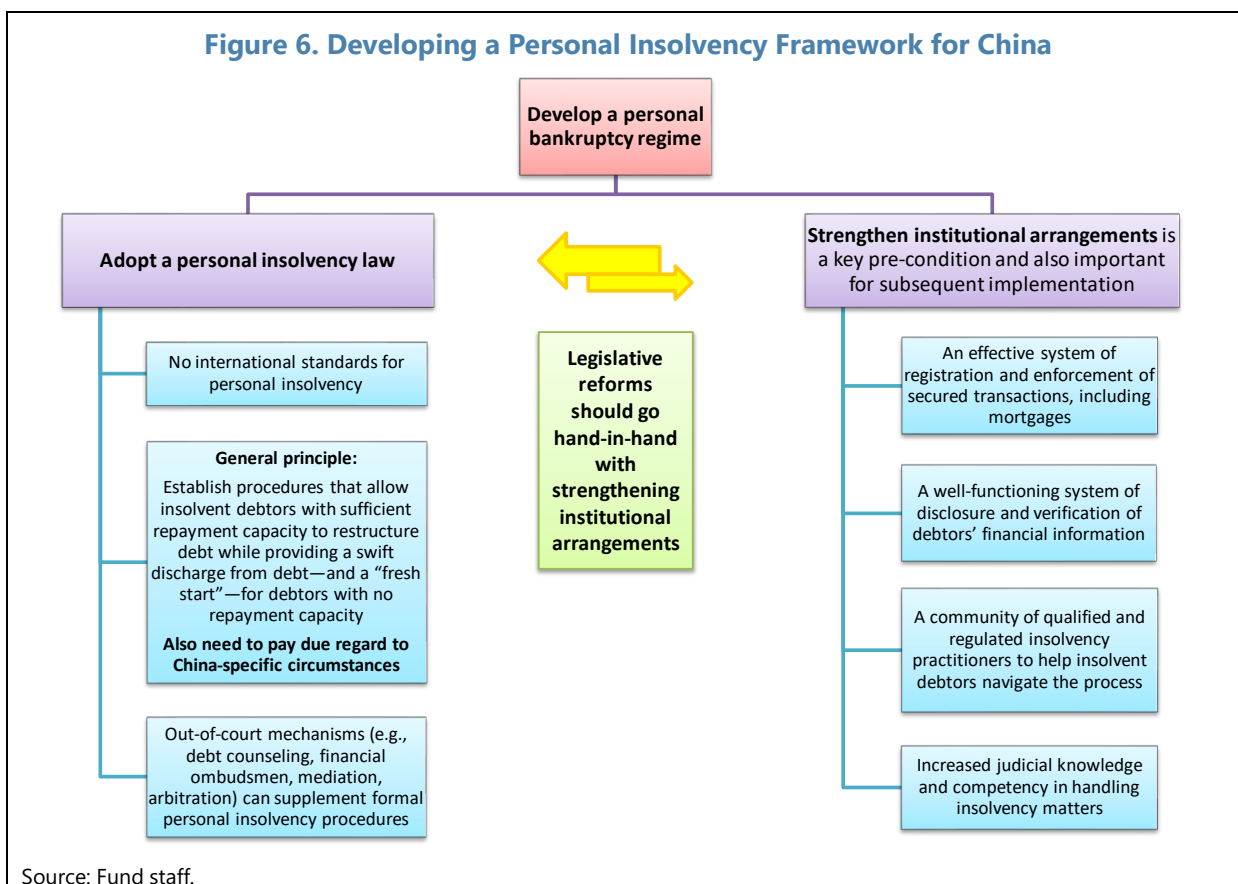 Figure 6. Developing a Personal Insolvency Framework for China
Develop a personal
bankruptcy regime
Adopt a personal insolvency law
No international standards for
personal insolvency
General principle:
Establish procedures that allow
insolvent debtors with sufficient
repayment capacity to restructure
debt while providing a swift
discharge from debt—and a “fresh
start”—for debtors with no
repayment capacity
Also need to pay due regard to
China-specific circumstances
Out-of-court mechanisms (e.g.,
debt counseling, financial
ombudsmen, mediation,
arbitration) can supplement formal
personal insolvency procedures
Legislative
reforms
should go
hand-in-hand
with
strengthening
institutional
arrangements
Strengthen institutional arrangements is
a key pre-condition and also important
for subsequent implementation
An effective system of
registration and enforcement of
secured transactions, including
mortgages
A well-functioning system of
disclosure and verification of
debtors’ financial information
A community of qualified and
regulated insolvency
practitioners to help insolvent
debtors navigate the process
Increased judicial knowledge
and competency in handling
insolvency matters
Source: Fund staff.